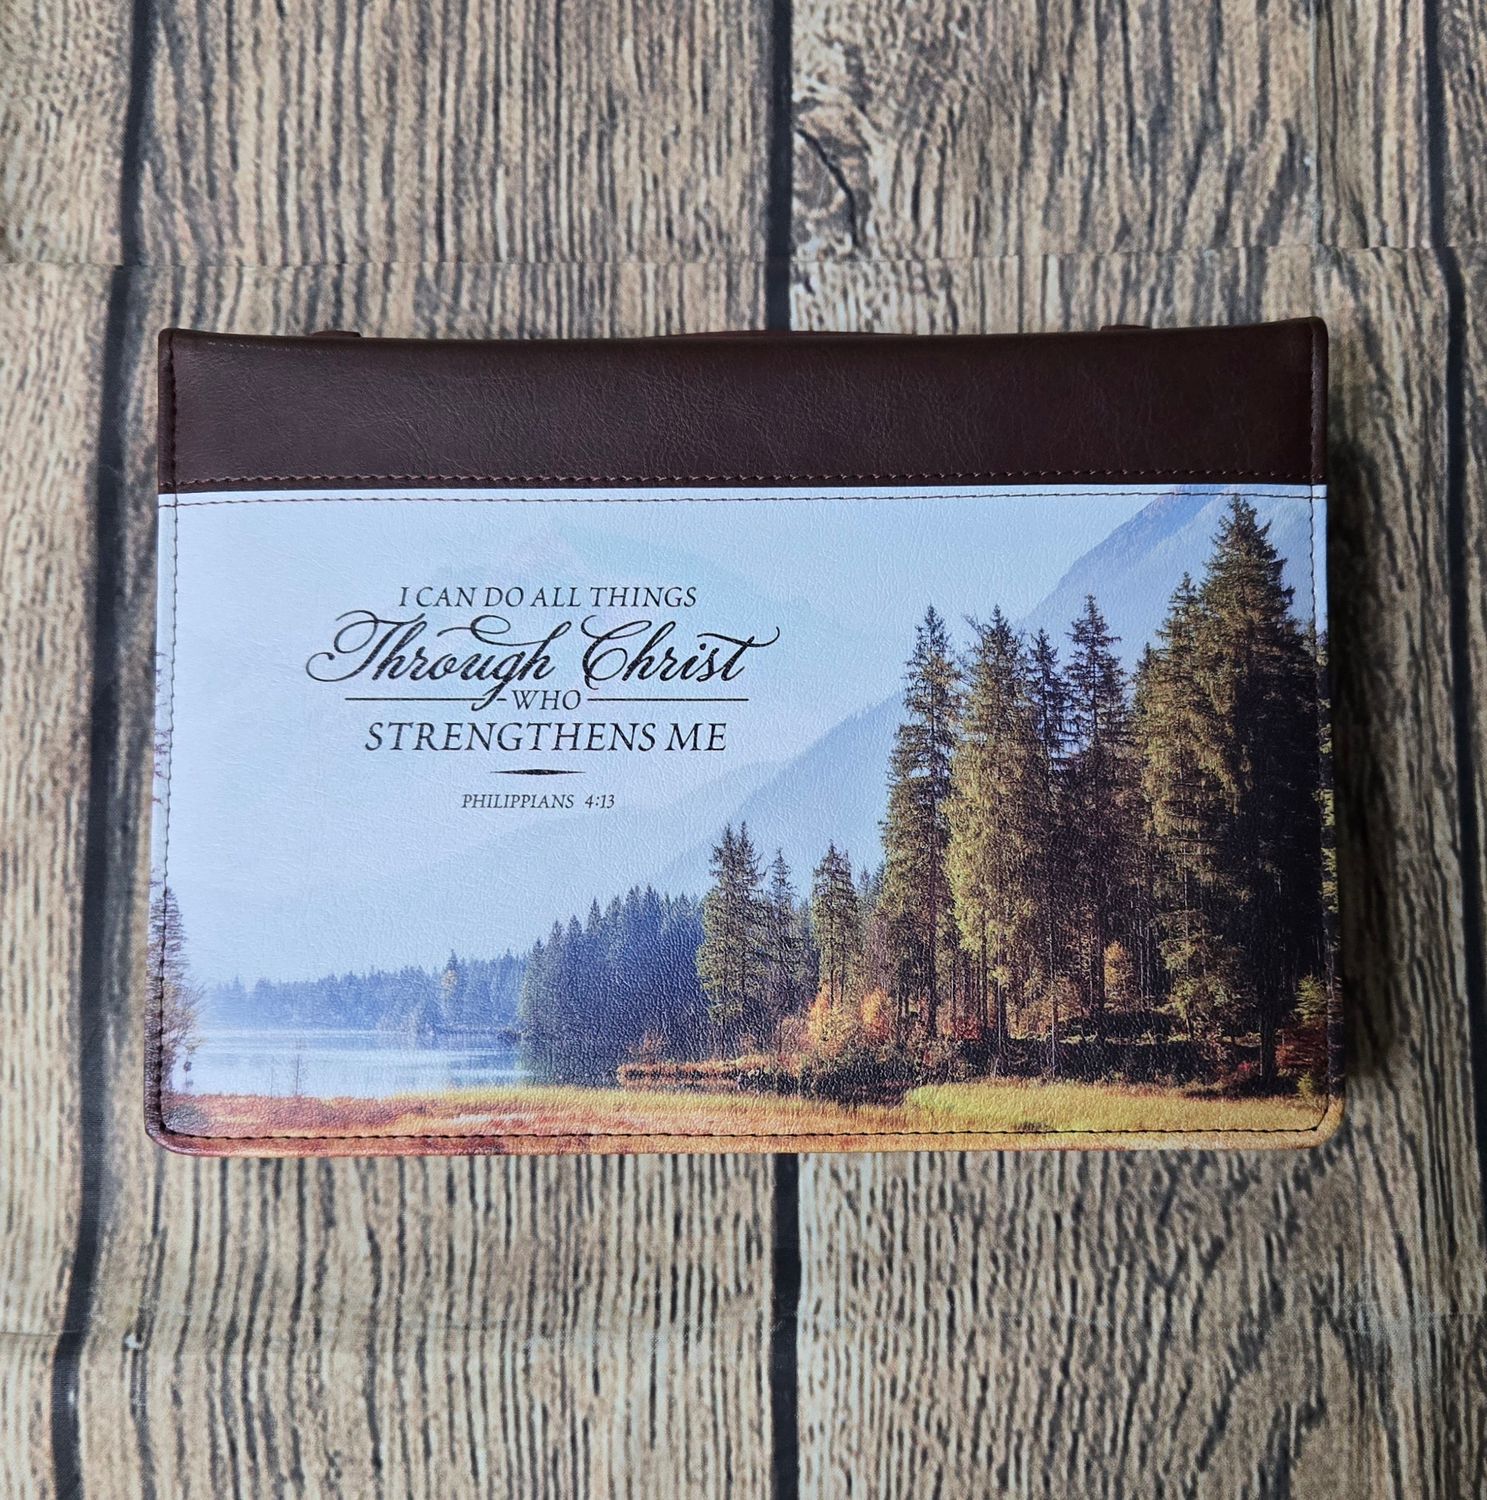 I CAN DO ALL THINGS
Through Christ
WHO
STRENGTHENS ME
PHILIPPIANS 4:13